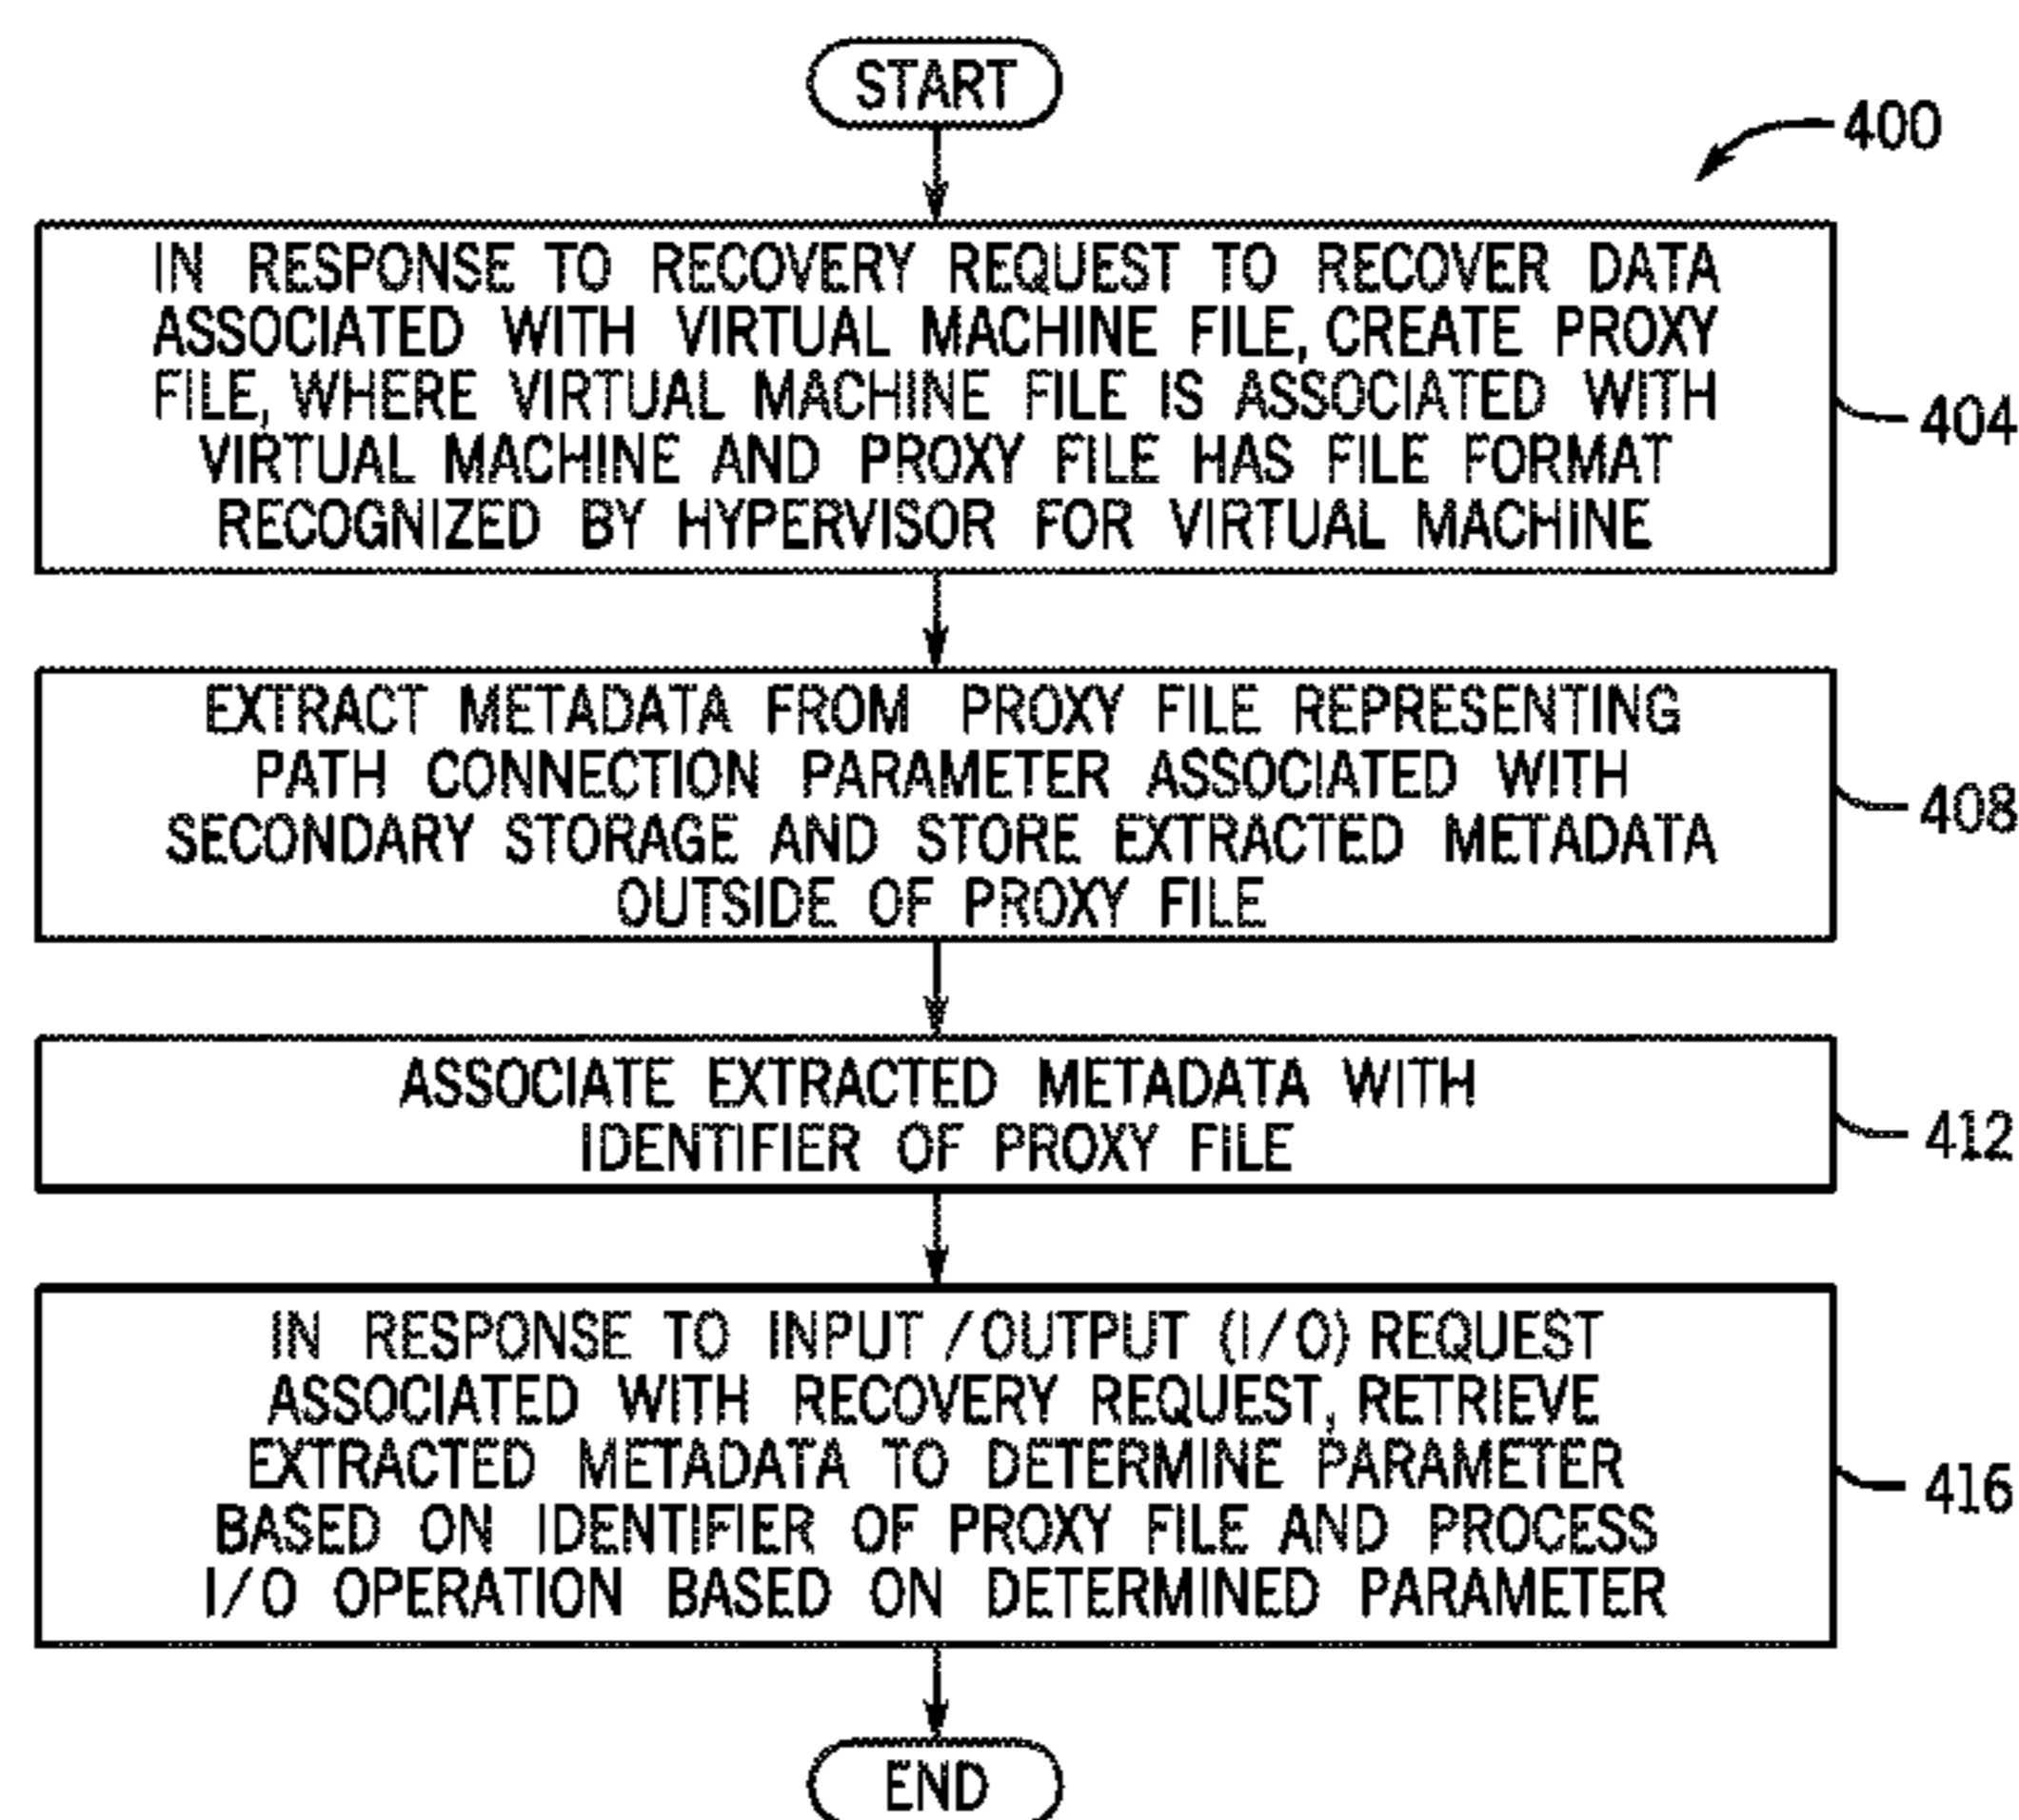 START
400
IN RESPONSE TO RECOVERY REQUEST TO RECOVER DATA
ASSOCIATED WITH VIRTUAL MACHINE FILE, CREATE PROXY
FILE, WHERE VIRTUAL MACHINE FILE IS ASSOCIATED WITH
VIRTUAL MACHINE AND PROXY FILE HAS FILE FORMAT
RECOGNIZED BY HYPERVISOR FOR VIRTUAL MACHINE
404
EXTRACT METADATA FROM PROXY FILE REPRESENTING
PATH CONNECTION PARAMETER ASSOCIATED WITH
SECONDARY STORAGE AND STORE EXTRACTED METADATA
OUTSIDE OF PROXY FILE
408
ASSOCIATE EXTRACTED METADATA WITH
IDENTIFIER OF PROXY FILE
412
IN RESPONSE TO INPUT /OUTPUT (I/O) REQUEST
ASSOCIATED WITH RECOVERY REQUEST, RETRIEVE
EXTRACTED METADATA TO DETERMINE PARAMETER
BASED ON IDENTIFIER OF PROXY FILE AND PROCESS
I/O OPERATION BASED ON DETERMINED PARAMETER
416
END